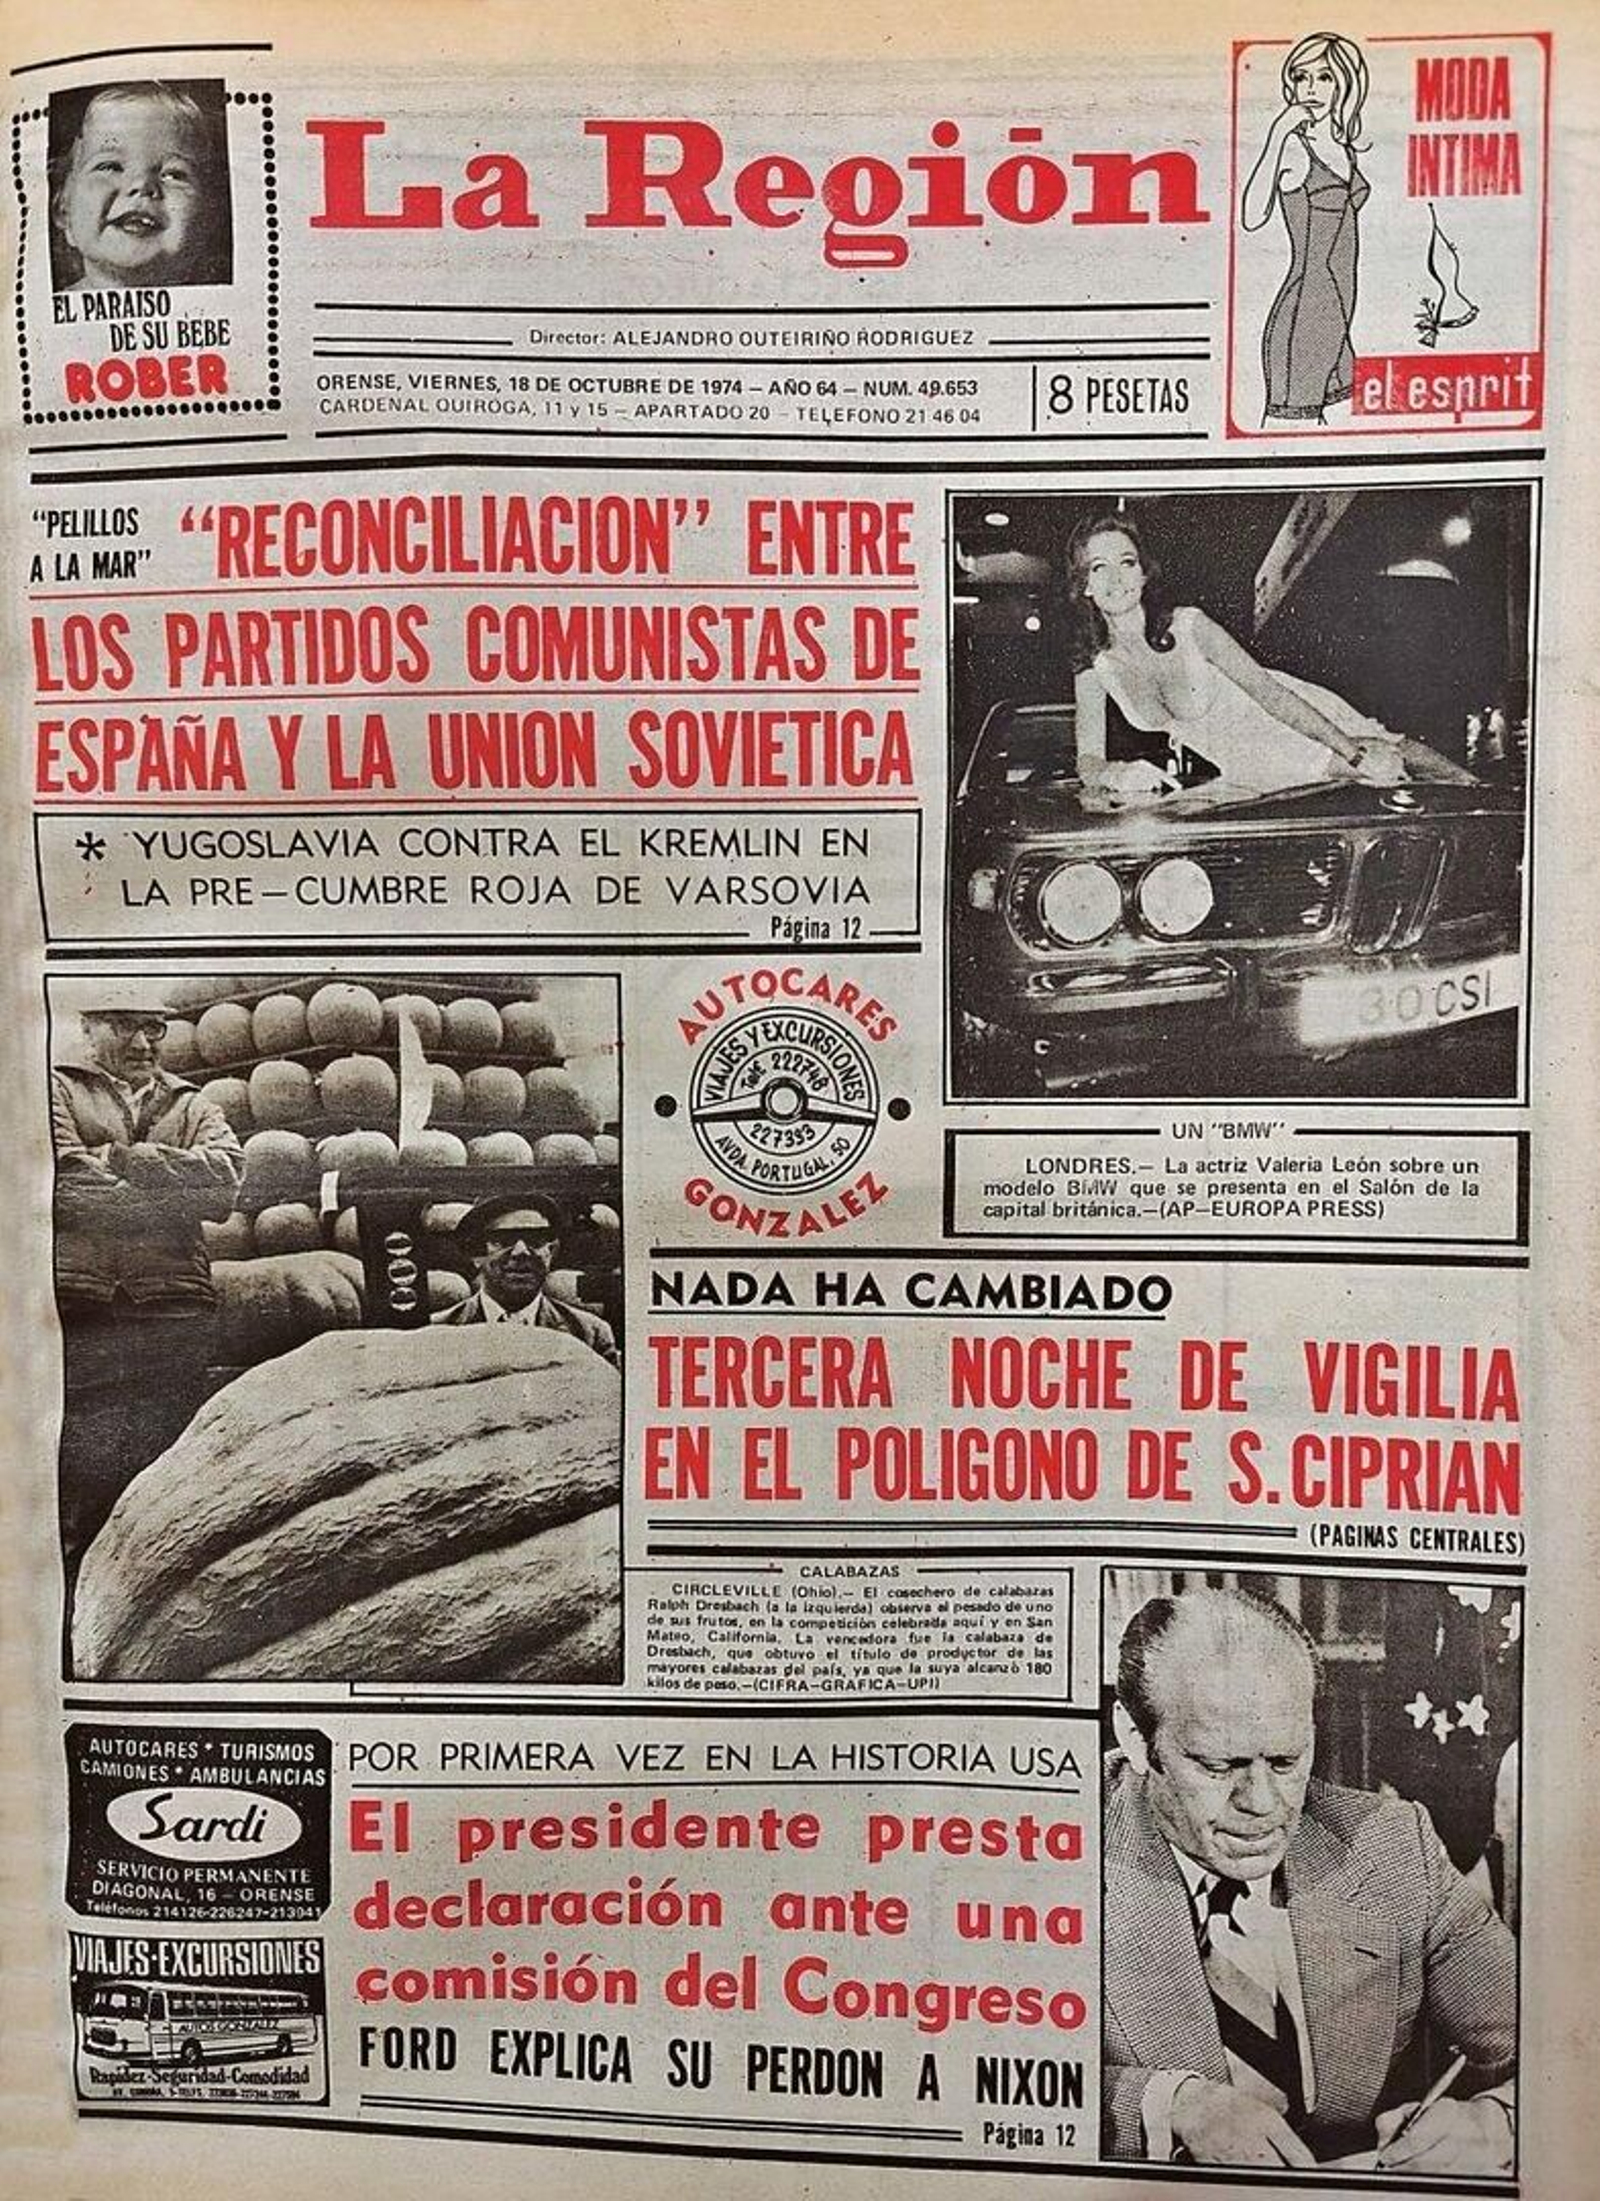 EL PARAISO
DE SU BEBE
ROBER
La Región
MODA
INTIMA
el esprit
Director: ALEJANDRO OUTEIRIÑO RODRIGUEZ
ORENSE, VIERNES, 18 DE OCTUBRE DE 1974 — AÑO 64 — NUM. 49.653
CARDENAL QUIROGA, 11 y 15 — APARTADO 20 — TELEFONO 21 46 04
8 PESETAS
"PELILLOS
A LA MAR"
"RECONCILIACION" ENTRE
LOS PARTIDOS COMUNISTAS DE
ESPAÑA Y LA UNION SOVIETICA
* YUGOSLAVIA CONTRA EL KREMLIN EN
LA PRE—CUMBRE ROJA DE VARSOVIA
Página 12
3·0 CSI
UN "BMW"
LONDRES.— La actriz Valeria León sobre un
modelo BMW que se presenta en el Salón de la
capital británica.—(AP—EUROPA PRESS)
AUTOCARES
VIAJES Y EXCURSIONES
Telf. 222748
227393
AVDA. PORTUGAL, 50
GONZALEZ
000
NADA HA CAMBIADO
TERCERA NOCHE DE VIGILIA
EN EL POLIGONO DE S. CIPRIAN
(PAGINAS CENTRALES)
CALABAZAS
CIRCLEVILLE (Ohio).— El cosechero de calabazas
Ralph Dresbach (a la izquierda) observa el pesado de uno
de sus frutos, en la competición celebrada aquí y en San
Mateo, California. La vencedora fue la calabaza de
Dresbach, que obtuvo el título de productor de las
mayores calabazas del país, ya que la suya alcanzó 180
kilos de peso.—(CIFRA—GRAFICA—UPI)
AUTOCARES * TURISMOS
CAMIONES * AMBULANCIAS
Sardi
SERVICIO PERMANENTE
DIAGONAL, 16 — ORENSE
Teléfonos 214126-226247-213941
VIAJES-EXCURSIONES
AUTOS GONZALEZ
Rapidez-Seguridad-Comodidad
POR PRIMERA VEZ EN LA HISTORIA USA
El presidente presta
declaración ante una
comisión del Congreso
FORD EXPLICA SU PERDON A NIXON
Página 12